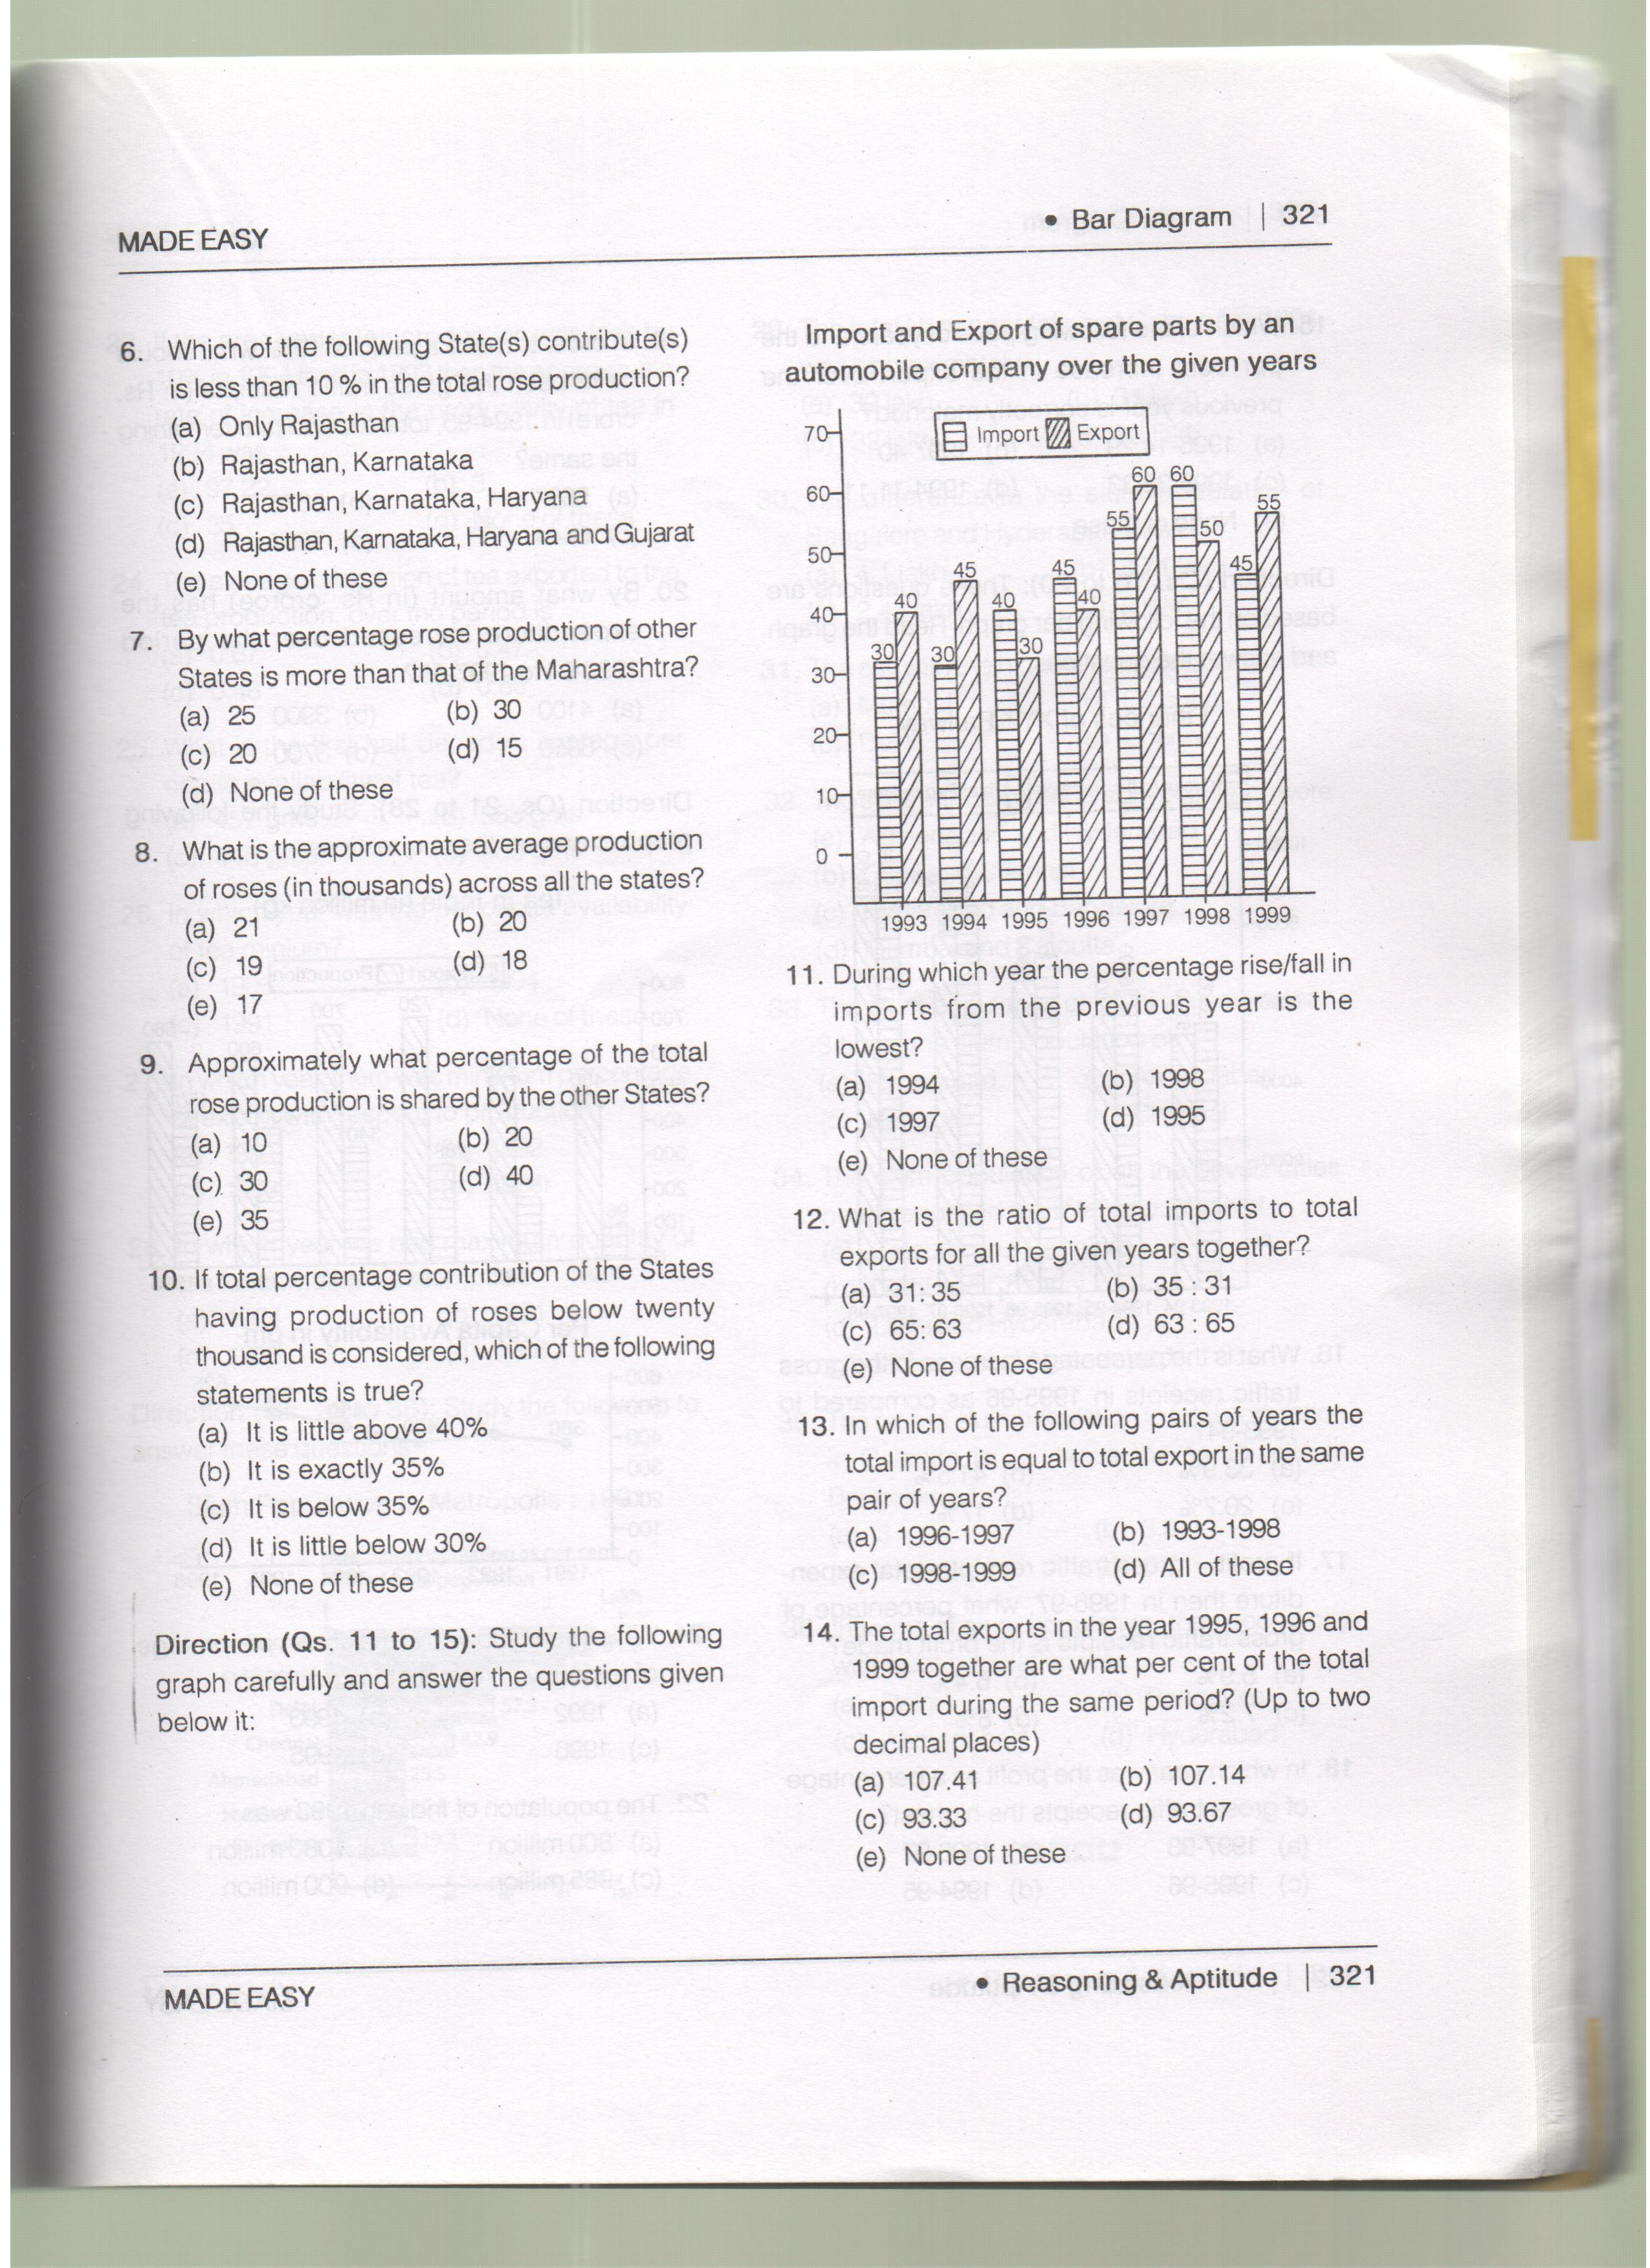 MADE EASY
• Bar Diagram | 321
6. Which of the following State(s) contribute(s)
is less than 10 % in the total rose production?
(a) Only Rajasthan
(b) Rajasthan, Karnataka
(c) Rajasthan, Karnataka, Haryana
(d) Rajasthan, Karnataka, Haryana and Gujarat
(e) None of these
7. By what percentage rose production of other
States is more than that of the Maharashtra?
(a) 25 (b) 30
(c) 20 (d) 15
(d) None of these
8. What is the approximate average production
of roses (in thousands) across all the states?
(a) 21 (b) 20
(c) 19 (d) 18
(e) 17
9. Approximately what percentage of the total
rose production is shared by the other States?
(a) 10 (b) 20
(c) 30 (d) 40
(e) 35
10. If total percentage contribution of the States
having production of roses below twenty
thousand is considered, which of the following
statements is true?
(a) It is little above 40%
(b) It is exactly 35%
(c) It is below 35%
(d) It is little below 30%
(e) None of these
Direction (Qs. 11 to 15): Study the following
graph carefully and answer the questions given
below it:
Import and Export of spare parts by an
automobile company over the given years
Import Export
70
60
50
40
30
20
10
0
30 40 30 45 40 30 45 40 55 60 60 50 45 55
1993 1994 1995 1996 1997 1998 1999
11. During which year the percentage rise/fall in
imports from the previous year is the
lowest?
(a) 1994 (b) 1998
(c) 1997 (d) 1995
(e) None of these
12. What is the ratio of total imports to total
exports for all the given years together?
(a) 31: 35 (b) 35 : 31
(c) 65: 63 (d) 63 : 65
(e) None of these
13. In which of the following pairs of years the
total import is equal to total export in the same
pair of years?
(a) 1996-1997 (b) 1993-1998
(c) 1998-1999 (d) All of these
14. The total exports in the year 1995, 1996 and
1999 together are what per cent of the total
import during the same period? (Up to two
decimal places)
(a) 107.41 (b) 107.14
(c) 93.33 (d) 93.67
(e) None of these
MADE EASY
• Reasoning & Aptitude | 321